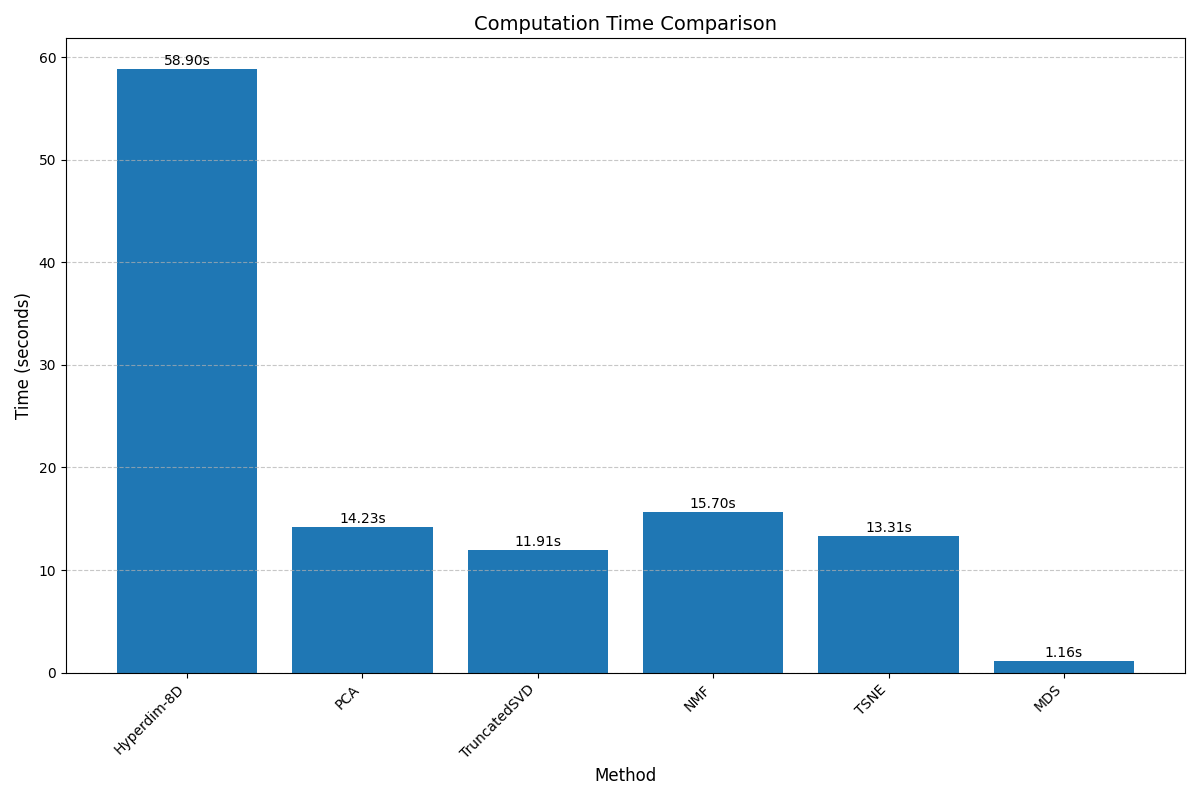 Computation Time Comparison
Time (seconds)
60
50
40
30
20
10
0
58.90s
14.23s
11.91s
15.70s
13.31s
1.16s
Hyperdim-8D
PCA
TruncatedSVD
NMF
TSNE
MDS
Method